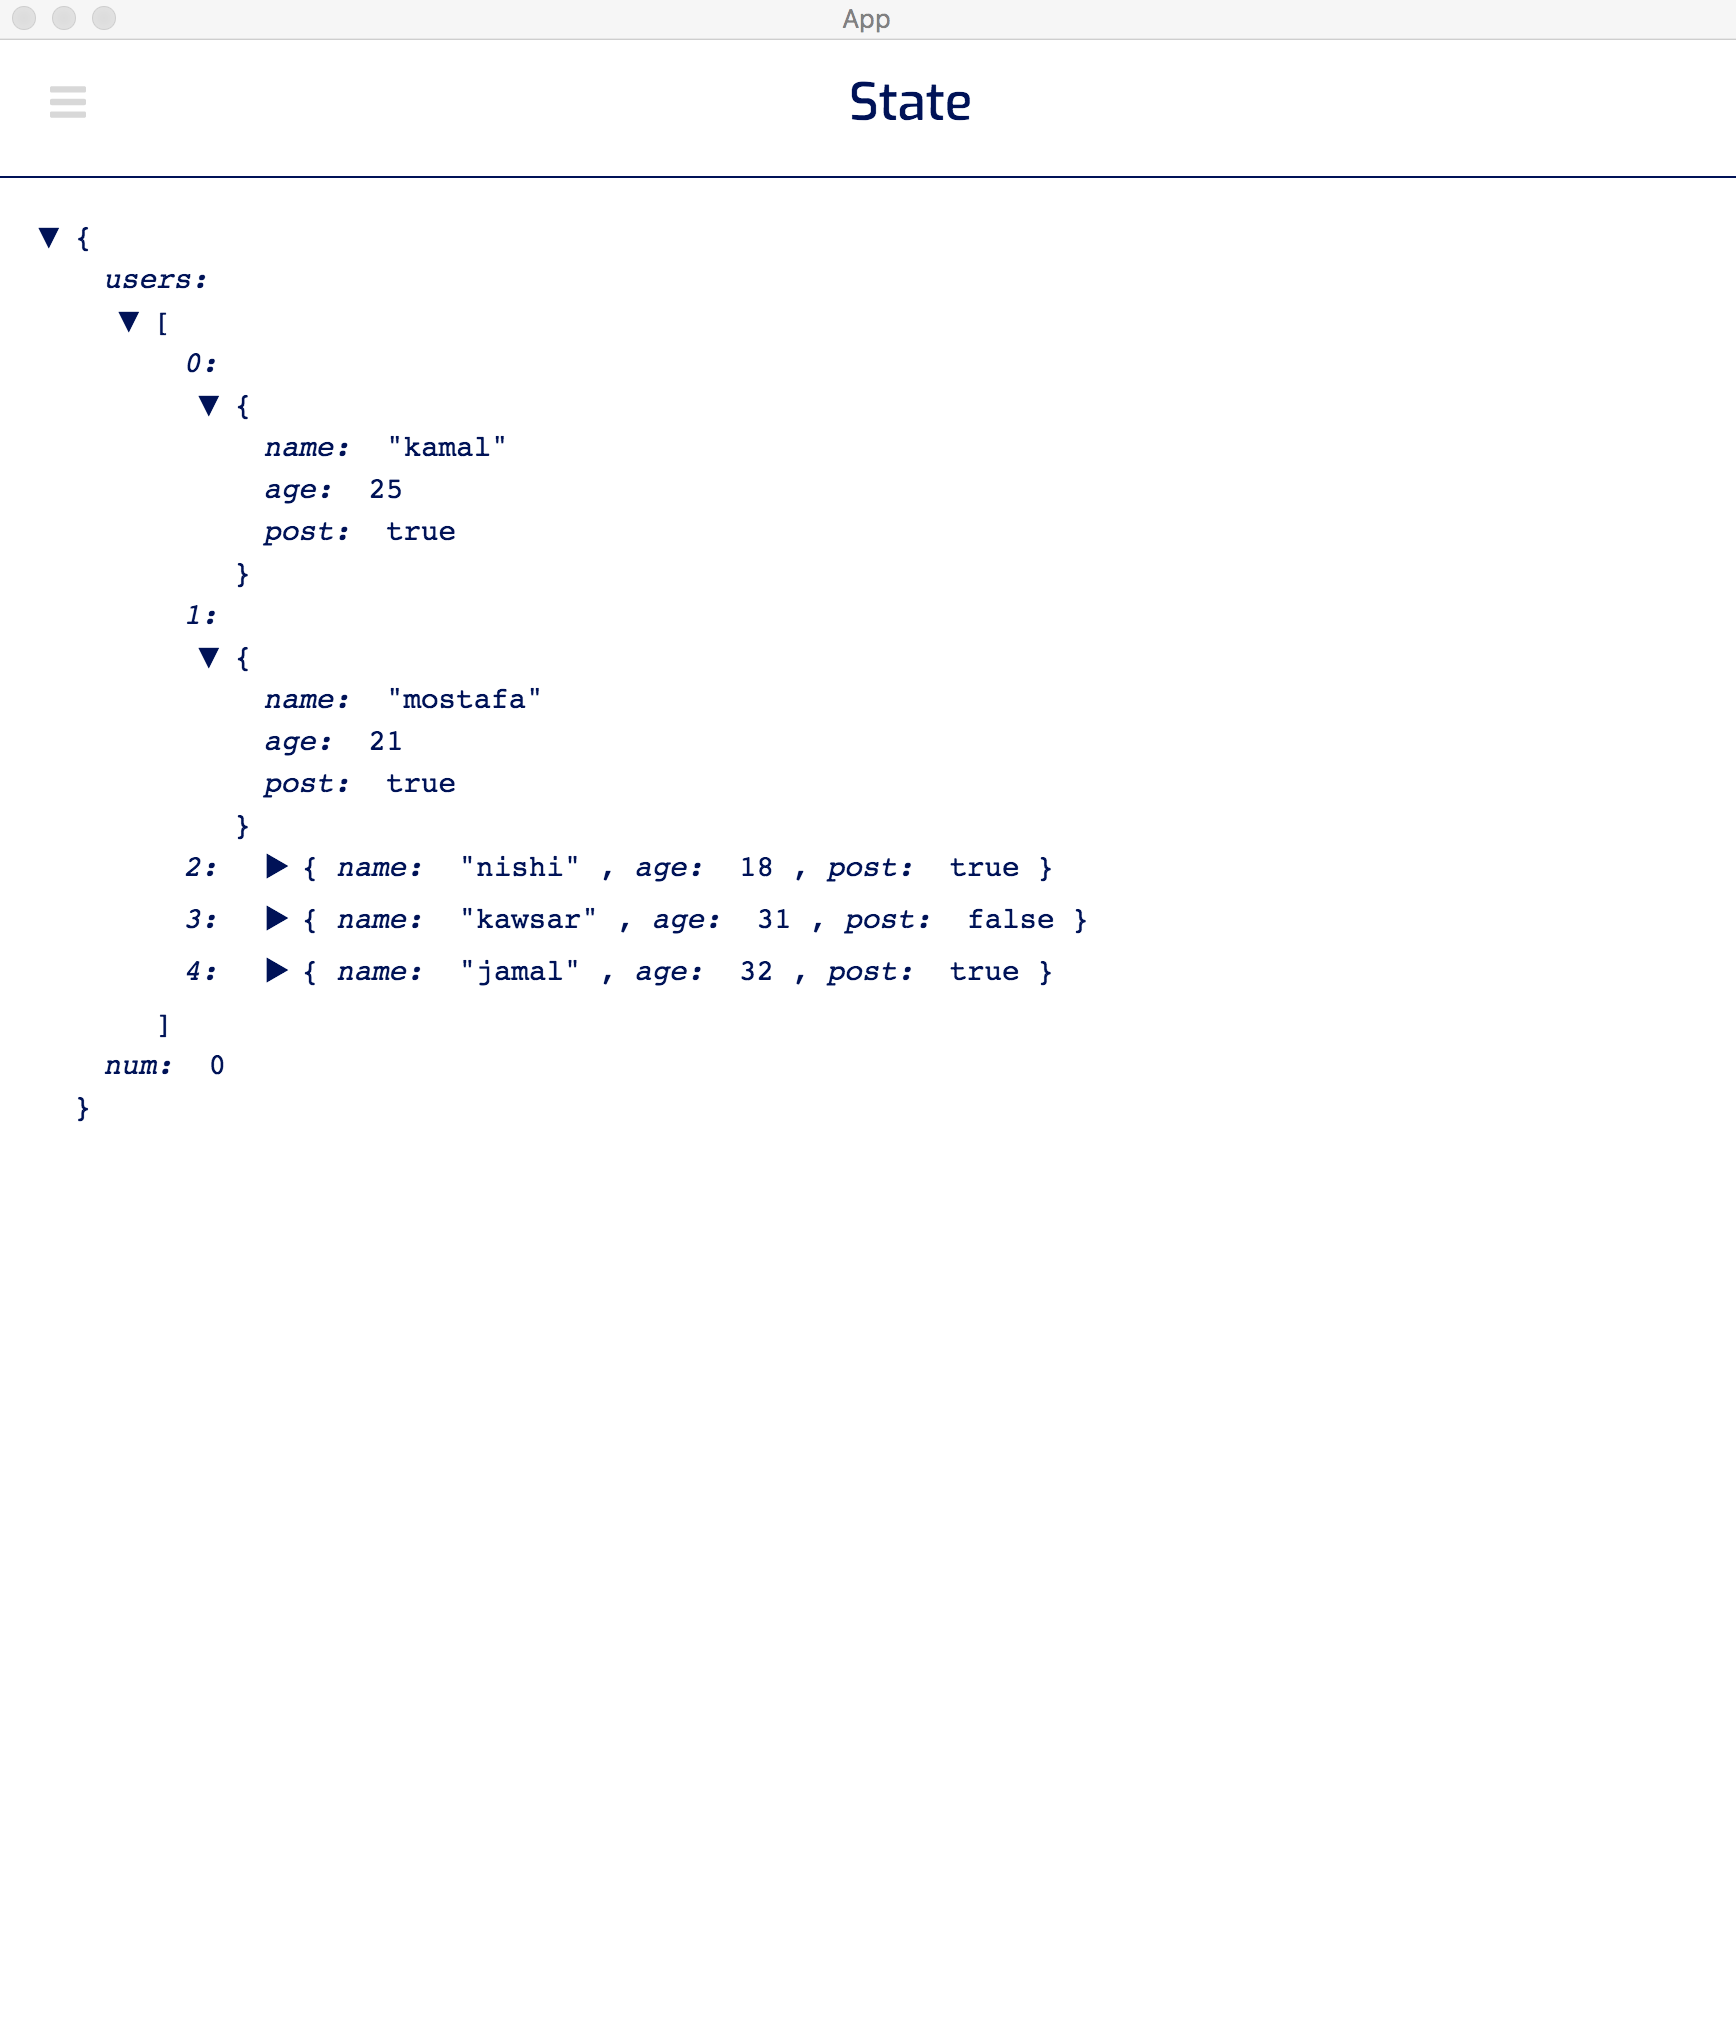 App
State
▼ {
users:
▼ [
0:
▼ {
name: "kamal"
age: 25
post: true
}
1:
▼ {
name: "mostafa"
age: 21
post: true
}
2: ▶ { name: "nishi" , age: 18 , post: true }
3: ▶ { name: "kawsar" , age: 31 , post: false }
4: ▶ { name: "jamal" , age: 32 , post: true }
]
num: 0
}